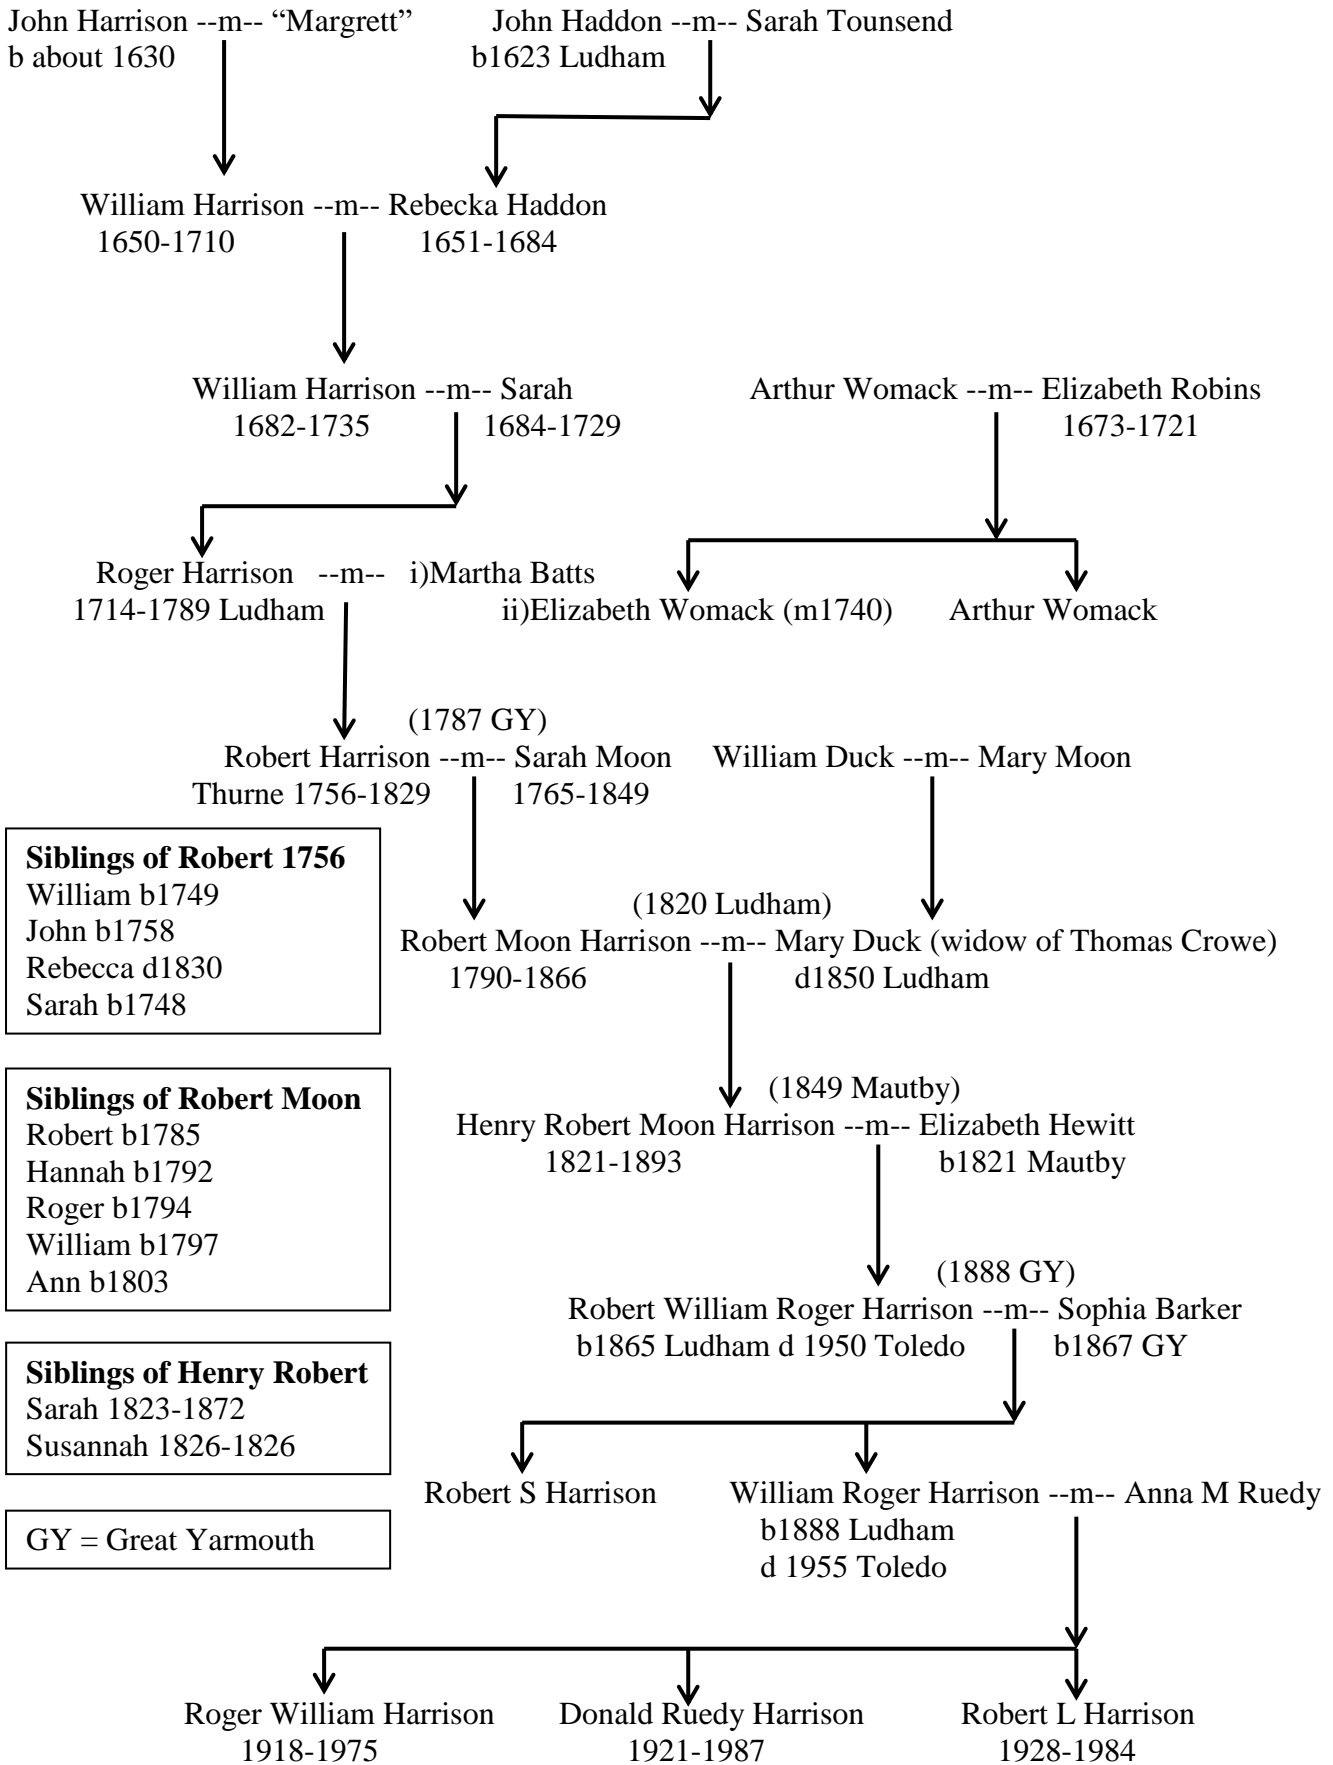 John Harrison --m-- “Margrett” John Haddon --m-- Sarah Tounsend
b about 1630 b1623 Ludham
William Harrison --m-- Rebecka Haddon
1650-1710 1651-1684
William Harrison --m-- Sarah Arthur Womack --m-- Elizabeth Robins
1682-1735 1684-1729 1673-1721
Roger Harrison --m-- i)Martha Batts
1714-1789 Ludham ii)Elizabeth Womack (m1740) Arthur Womack
(1787 GY)
Robert Harrison --m-- Sarah Moon William Duck --m-- Mary Moon
Thurne 1756-1829 1765-1849
Siblings of Robert 1756
William b1749
John b1758
Rebecca d1830
Sarah b1748
(1820 Ludham)
Robert Moon Harrison --m-- Mary Duck (widow of Thomas Crowe)
1790-1866 d1850 Ludham
Siblings of Robert Moon
Robert b1785
Hannah b1792
Roger b1794
William b1797
Ann b1803
(1849 Mautby)
Henry Robert Moon Harrison --m-- Elizabeth Hewitt
1821-1893 b1821 Mautby
(1888 GY)
Robert William Roger Harrison --m-- Sophia Barker
b1865 Ludham d 1950 Toledo b1867 GY
Siblings of Henry Robert
Sarah 1823-1872
Susannah 1826-1826
Robert S Harrison William Roger Harrison --m-- Anna M Ruedy
b1888 Ludham
d 1955 Toledo
GY = Great Yarmouth
Roger William Harrison Donald Ruedy Harrison Robert L Harrison
1918-1975 1921-1987 1928-1984